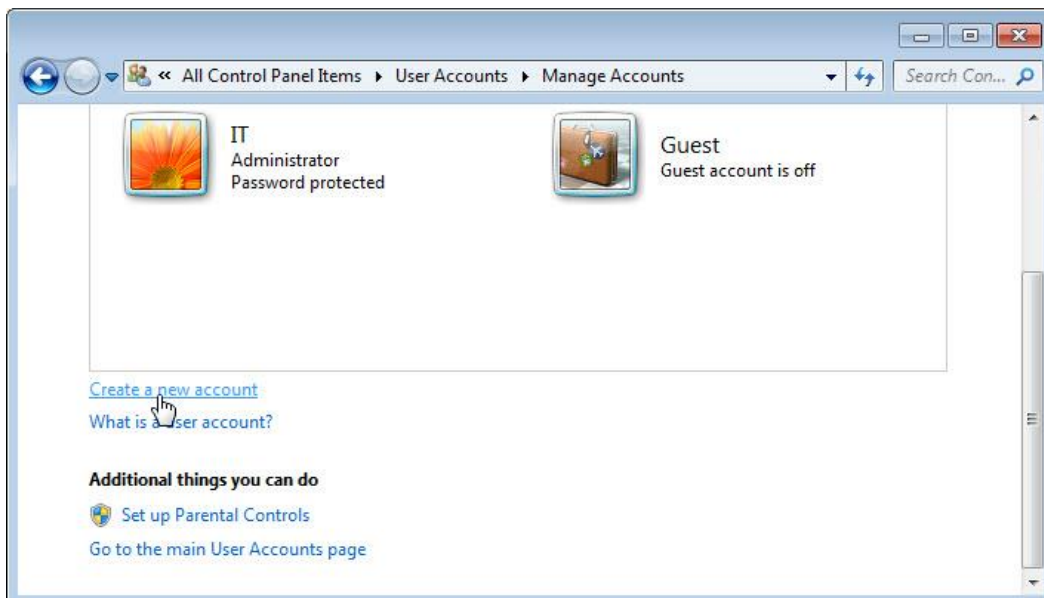 « All Control Panel Items ▸ User Accounts ▸ Manage Accounts
Search Con...
IT
Administrator
Password protected
Guest
Guest account is off
Create a new account
What is a user account?
Additional things you can do
Set up Parental Controls
Go to the main User Accounts page